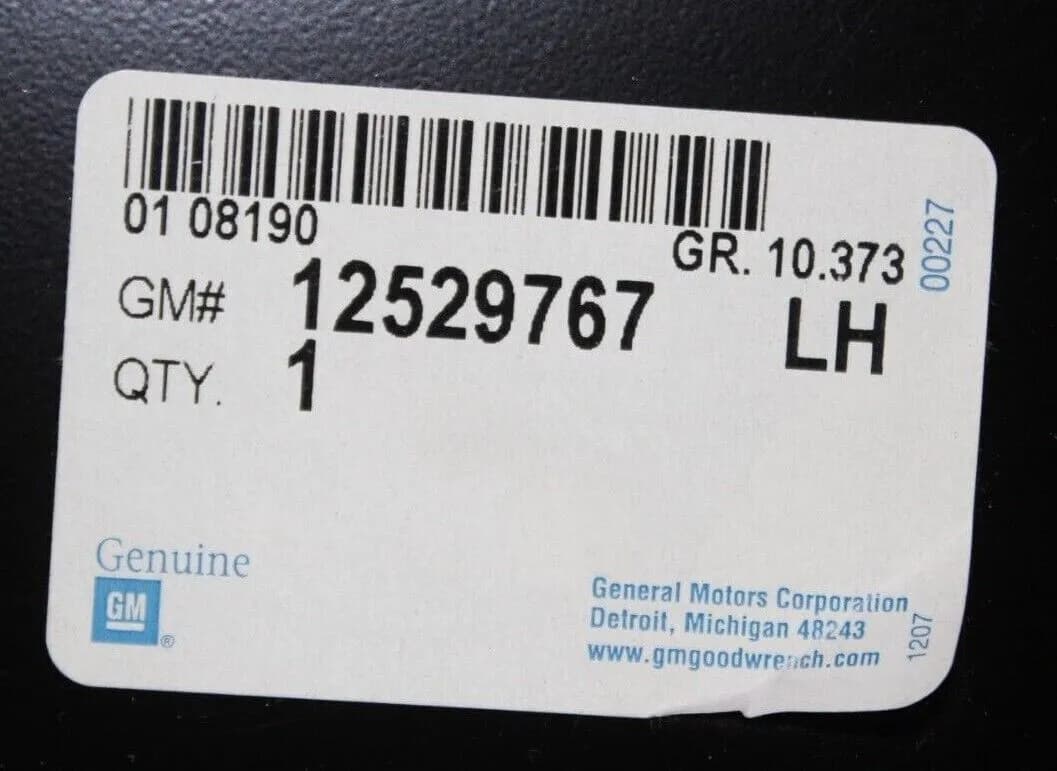 01 08190
GR. 10.373
00227
GM# 12529767
LH
QTY. 1
Genuine
GM
®
General Motors Corporation
Detroit, Michigan 48243
www.gmgoodwrench.com
1207